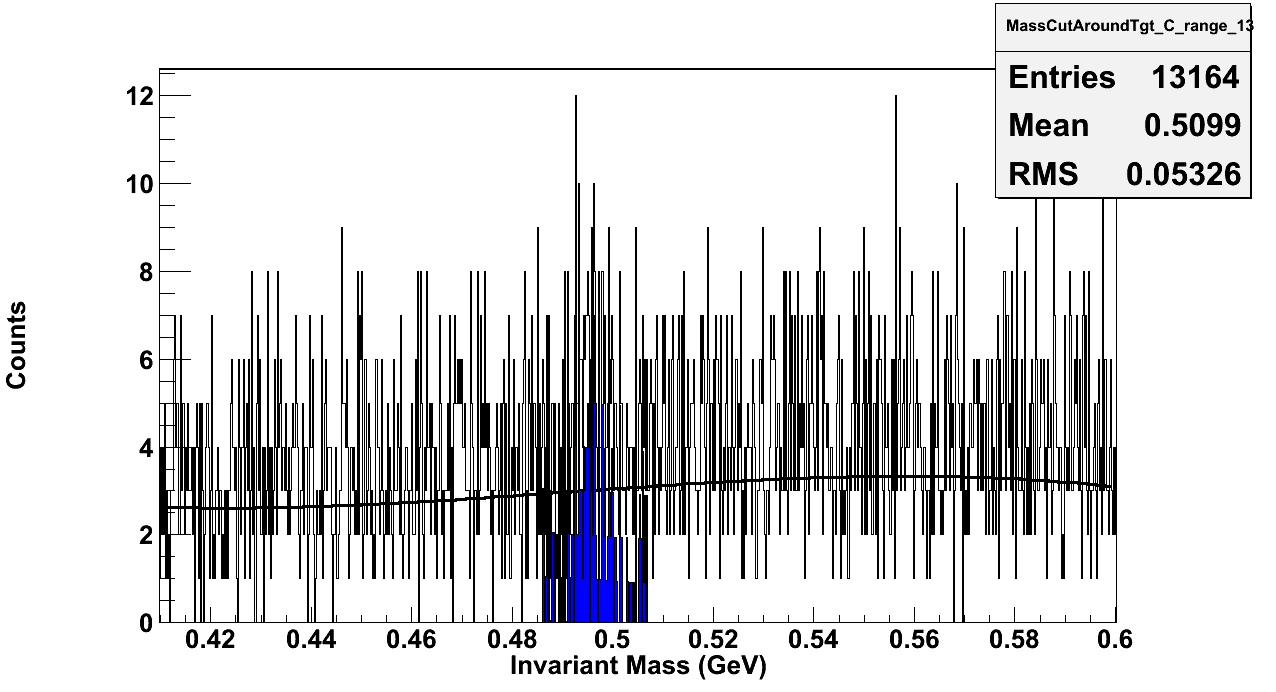 MassCutAroundTgt_C_range_13
Entries 13164
Mean 0.5099
RMS 0.05326
12
10
8
6
4
2
0
Counts
0.42 0.44 0.46 0.48 0.5 0.52 0.54 0.56 0.58 0.6
Invariant Mass (GeV)